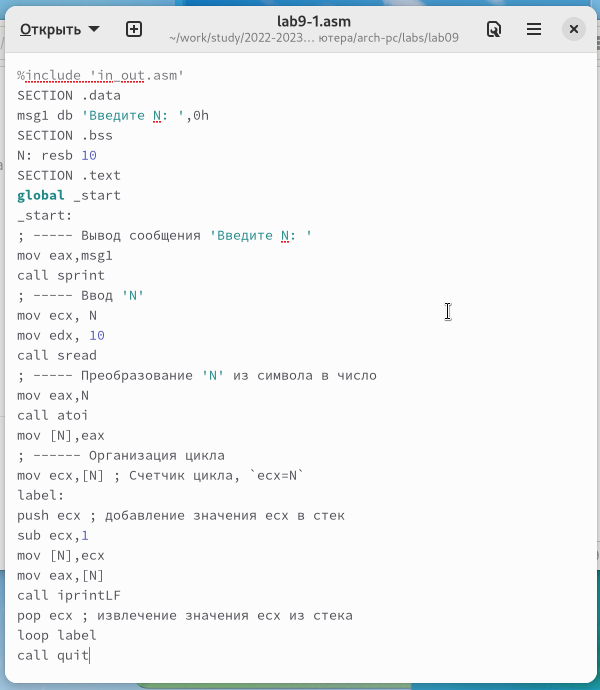 Открыть
lab9-1.asm
~/work/study/2022-2023... ютера/arch-pc/labs/lab09
%include 'in_out.asm'
SECTION .data
msg1 db 'Введите N: ',0h
SECTION .bss
N: resb 10
SECTION .text
global _start
_start:
; ----- Вывод сообщения 'Введите N: '
mov eax,msg1
call sprint
; ----- Ввод 'N'
mov ecx, N
mov edx, 10
call sread
; ----- Преобразование 'N' из символа в число
mov eax,N
call atoi
mov [N],eax
; ------ Организация цикла
mov ecx,[N] ; Счетчик цикла, `ecx=N`
label:
push ecx ; добавление значения ecx в стек
sub ecx,1
mov [N],ecx
mov eax,[N]
call iprintLF
pop ecx ; извлечение значения ecx из стека
loop label
call quit